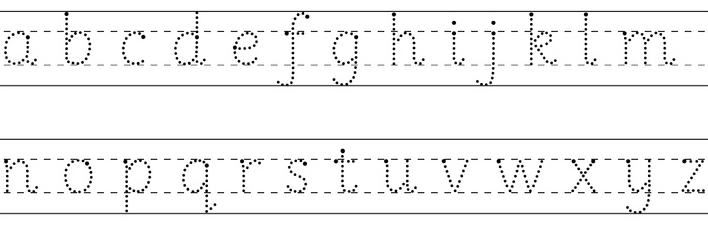 a b c d e f g h i j k l m
n o p q r s t u v w x y z